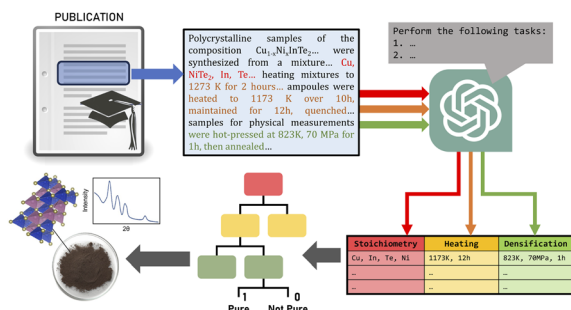 PUBLICATION
Polycrystalline samples of the
composition Cu₁₋ₓNiₓInTe₂… were
synthesized from a mixture… Cu,
NiTe₂, In, Te… heating mixtures to
1273 K for 2 hours… ampoules were
heated to 1173 K over 10h,
maintained for 12h, quenched…
samples for physical measurements
were hot-pressed at 823K, 70 MPa for
1h, then annealed…
Perform the following tasks:
1. …
2. …
Intensity
2θ
1 0
Pure Not Pure
Stoichiometry Heating Densification
Cu, In, Te, Ni 1173K, 12h 823K, 70MPa, 1h
… … …
… … …